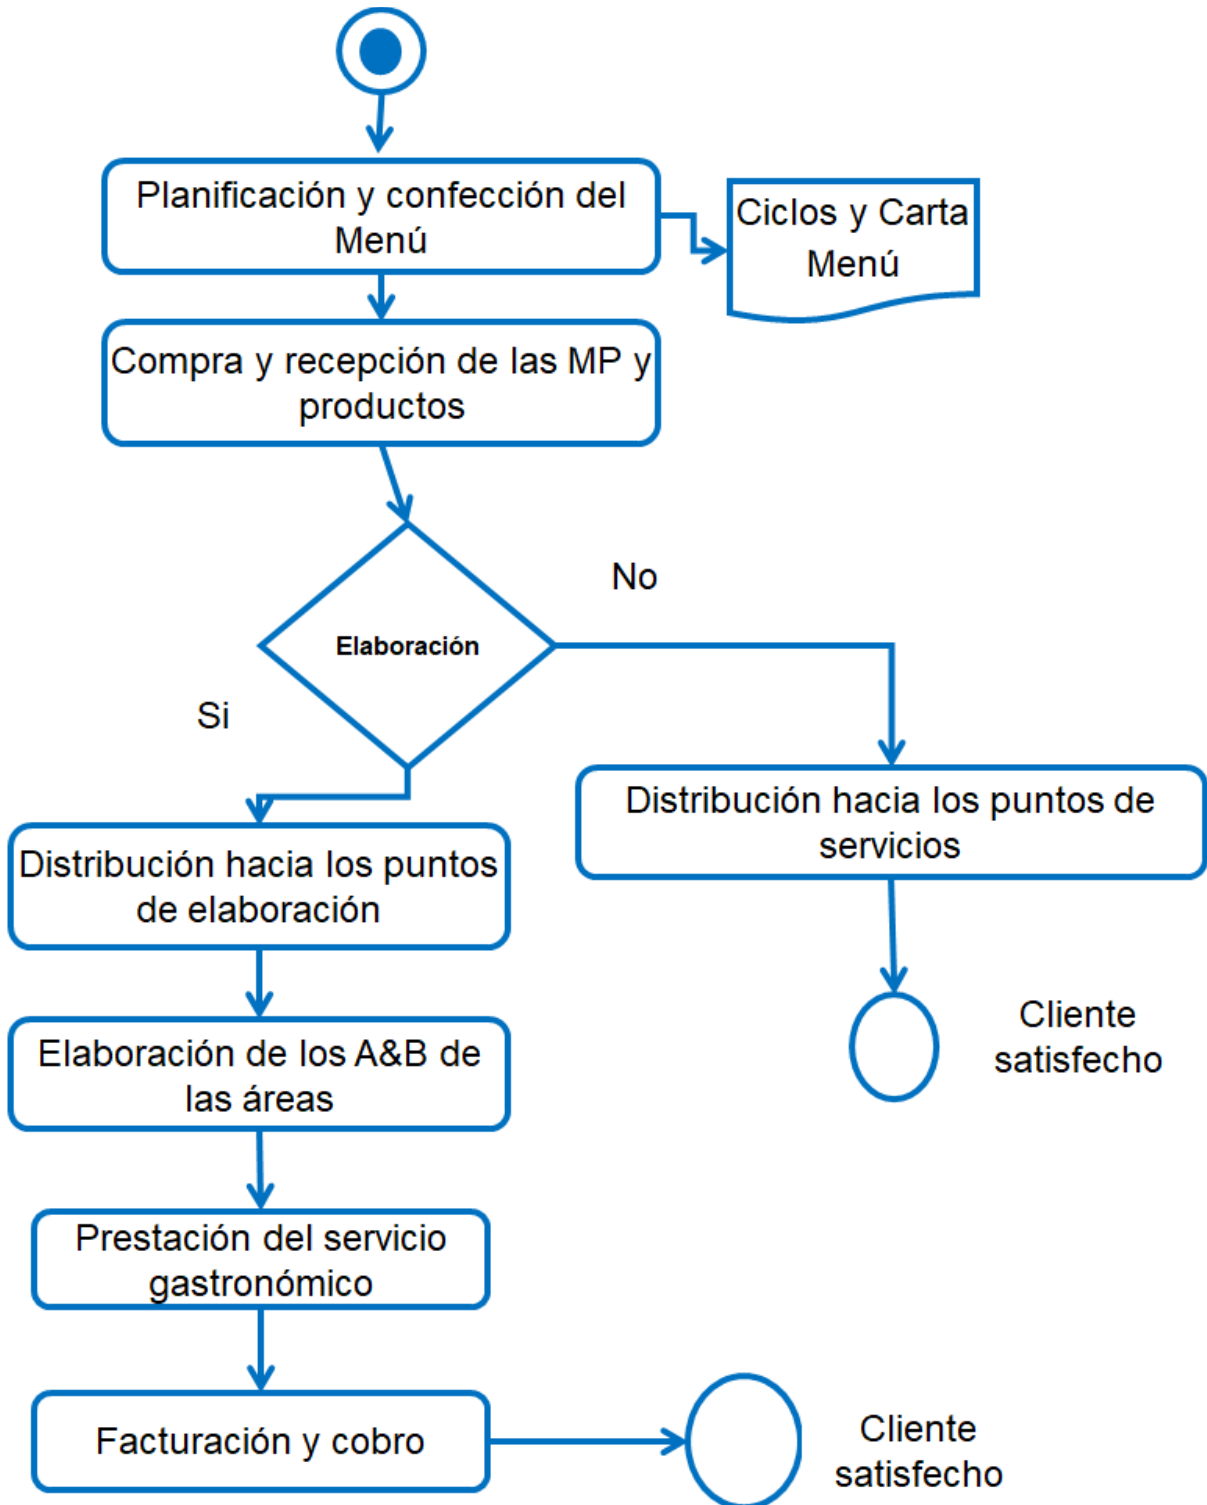 Planificación y confección del
Menú
Ciclos y Carta
Menú
Compra y recepción de las MP y
productos
No
Elaboración
Si
Distribución hacia los puntos de
servicios
Distribución hacia los puntos
de elaboración
Cliente
satisfecho
Elaboración de los A&B de
las áreas
Prestación del servicio
gastronómico
Facturación y cobro
Cliente
satisfecho